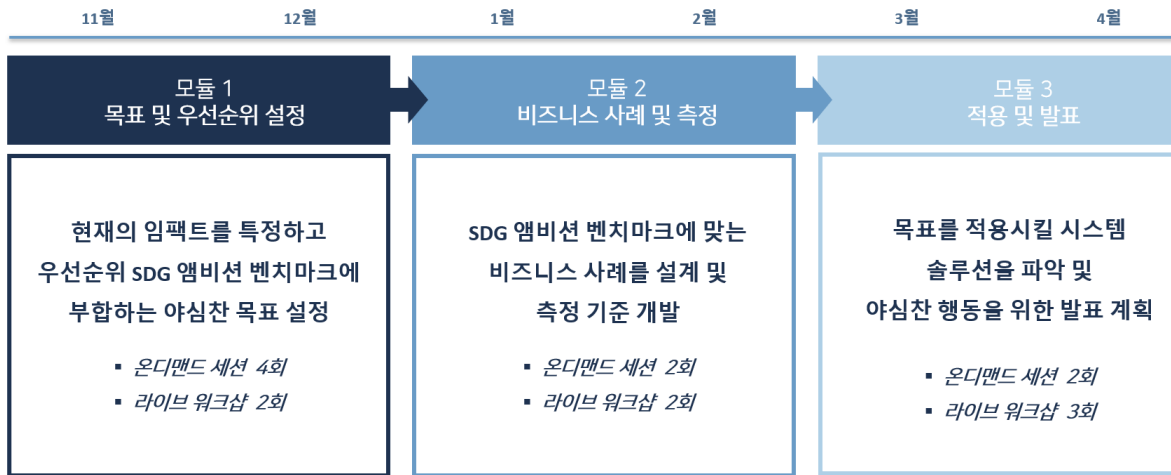 11월 12월 1월 2월 3월 4월
모듈 1
목표 및 우선순위 설정
현재의 임팩트를 특정하고
우선순위 SDG 앰비션 벤치마크에
부합하는 야심찬 목표 설정
▪ 온디맨드 세션 4회
▪ 라이브 워크샵 2회
모듈 2
비즈니스 사례 및 측정
SDG 앰비션 벤치마크에 맞는
비즈니스 사례를 설계 및
측정 기준 개발
▪ 온디맨드 세션 2회
▪ 라이브 워크샵 2회
모듈 3
적용 및 발표
목표를 적용시킬 시스템
솔루션을 파악 및
야심찬 행동을 위한 발표 계획
▪ 온디맨드 세션 2회
▪ 라이브 워크샵 3회